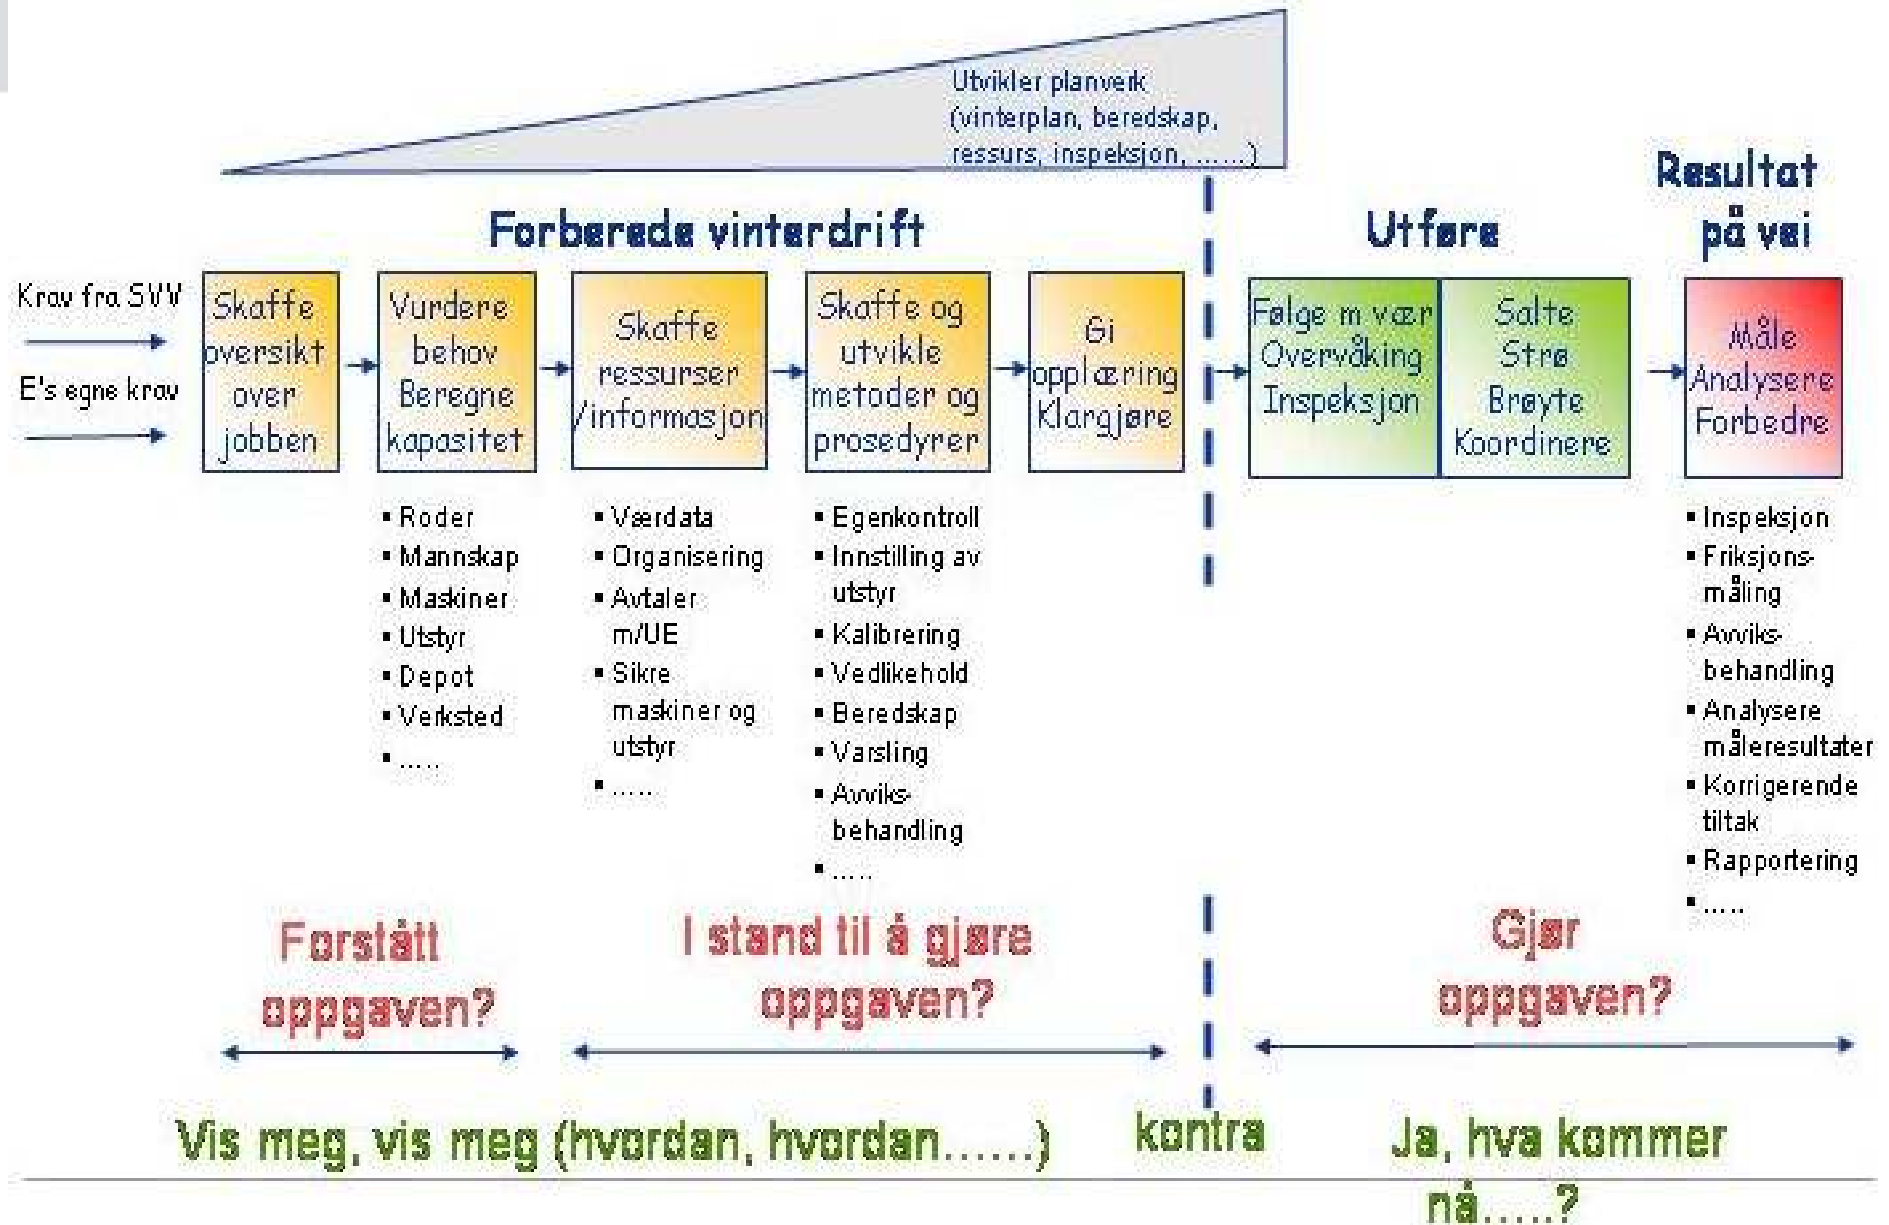 Utvikler planverk
(vinterplan, beredskap,
ressurs, inspeksjon, ......)
Forberede vinterdrift
Utføre
Resultat
på vei
Krav fra SVV
E's egne krav
Skaffe
oversikt
over
jobben
Vurdere
behov
Beregne
kapasitet
Skaffe
ressurser
/informasjon
Skaffe og
utvikle
metoder og
prosedyrer
Gi
opplæring
Klargjøre
Følge m vær
Overvåking
Inspeksjon
Salte
Strø
Brøyte
Koordinere
Måle
Analysere
Forbedre
▪ Roder
▪ Mannskap
▪ Maskiner
▪ Utstyr
▪ Depot
▪ Verksted
▪ .....
▪ Værdata
▪ Organisering
▪ Avtaler
m/UE
▪ Sikre
maskiner og
utstyr
▪ .....
▪ Egenkontroll
▪ Innstilling av
utstyr
▪ Kalibrering
▪ Vedlikehold
▪ Beredskap
▪ Varsling
▪ Avviks-
behandling
▪ .....
▪ Inspeksjon
▪ Friksjons-
måling
▪ Avviks-
behandling
▪ Analysere
måleresultater
▪ Korrigerende
tiltak
▪ Rapportering
▪ .....
Forstått
oppgaven?
I stand til å gjøre
oppgaven?
Gjør
oppgaven?
Vis meg, vis meg (hvordan, hvordan......)
kontra
Ja, hva kommer
nå.....?